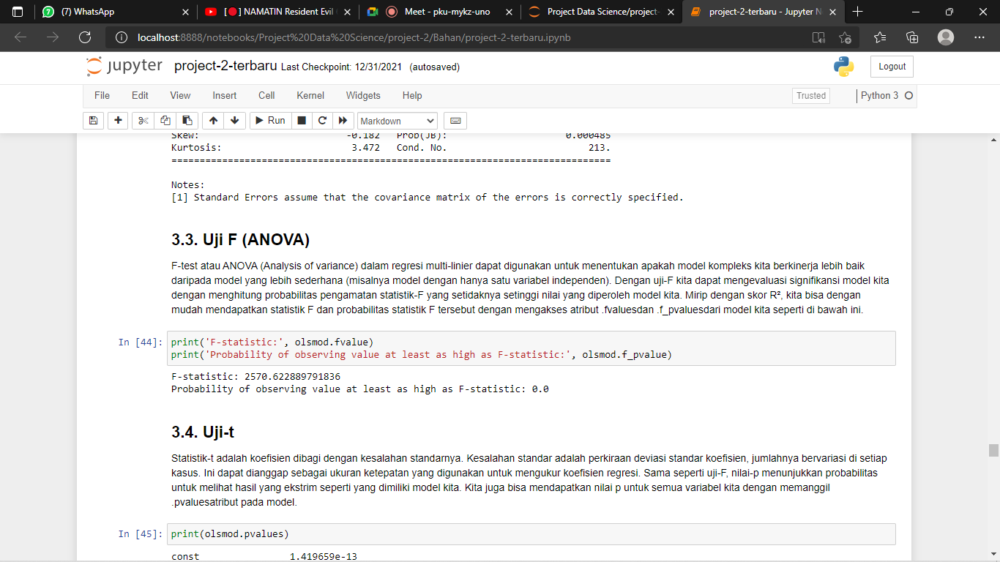 (7) WhatsApp
[🔴] NAMATIN Resident Evil
Meet - pku-mykz-uno
Project Data Science/project-
project-2-terbaru - Jupyter N
localhost:8888/notebooks/Project%20Data%20Science/project-2/Bahan/project-2-terbaru.ipynb
jupyter project-2-terbaru Last Checkpoint: 12/31/2021 (autosaved)
Logout
File Edit View Insert Cell Kernel Widgets Help
Trusted
Python 3
Run
Markdown
Skew: -0.182 Prob(JB): 0.000485
Kurtosis: 3.472 Cond. No. 213.
==============================================================================
Notes:
[1] Standard Errors assume that the covariance matrix of the errors is correctly specified.
3.3. Uji F (ANOVA)
F-test atau ANOVA (Analysis of variance) dalam regresi multi-linier dapat digunakan untuk menentukan apakah model kompleks kita berkinerja lebih baik
daripada model yang lebih sederhana (misalnya model dengan hanya satu variabel independen). Dengan uji-F kita dapat mengevaluasi signifikansi model kita
dengan menghitung probabilitas pengamatan statistik-F yang setidaknya setinggi nilai yang diperoleh model kita. Mirip dengan skor R², kita bisa dengan
mudah mendapatkan statistik F dan probabilitas statistik F tersebut dengan mengakses atribut .fvaluesdan .f_pvaluesdari model kita seperti di bawah ini.
In [44]: print('F-statistic:', olsmod.fvalue)
print('Probability of observing value at least as high as F-statistic:', olsmod.f_pvalue)
F-statistic: 2570.622889791836
Probability of observing value at least as high as F-statistic: 0.0
3.4. Uji-t
Statistik-t adalah koefisien dibagi dengan kesalahan standarnya. Kesalahan standar adalah perkiraan deviasi standar koefisien, jumlahnya bervariasi di setiap
kasus. Ini dapat dianggap sebagai ukuran ketepatan yang digunakan untuk mengukur koefisien regresi. Sama seperti uji-F, nilai-p menunjukkan probabilitas
untuk melihat hasil yang ekstrim seperti yang dimiliki model kita. Kita juga bisa mendapatkan nilai p untuk semua variabel kita dengan memanggil
.pvaluesatribut pada model.
In [45]: print(olsmod.pvalues)
const 1.419659e-13